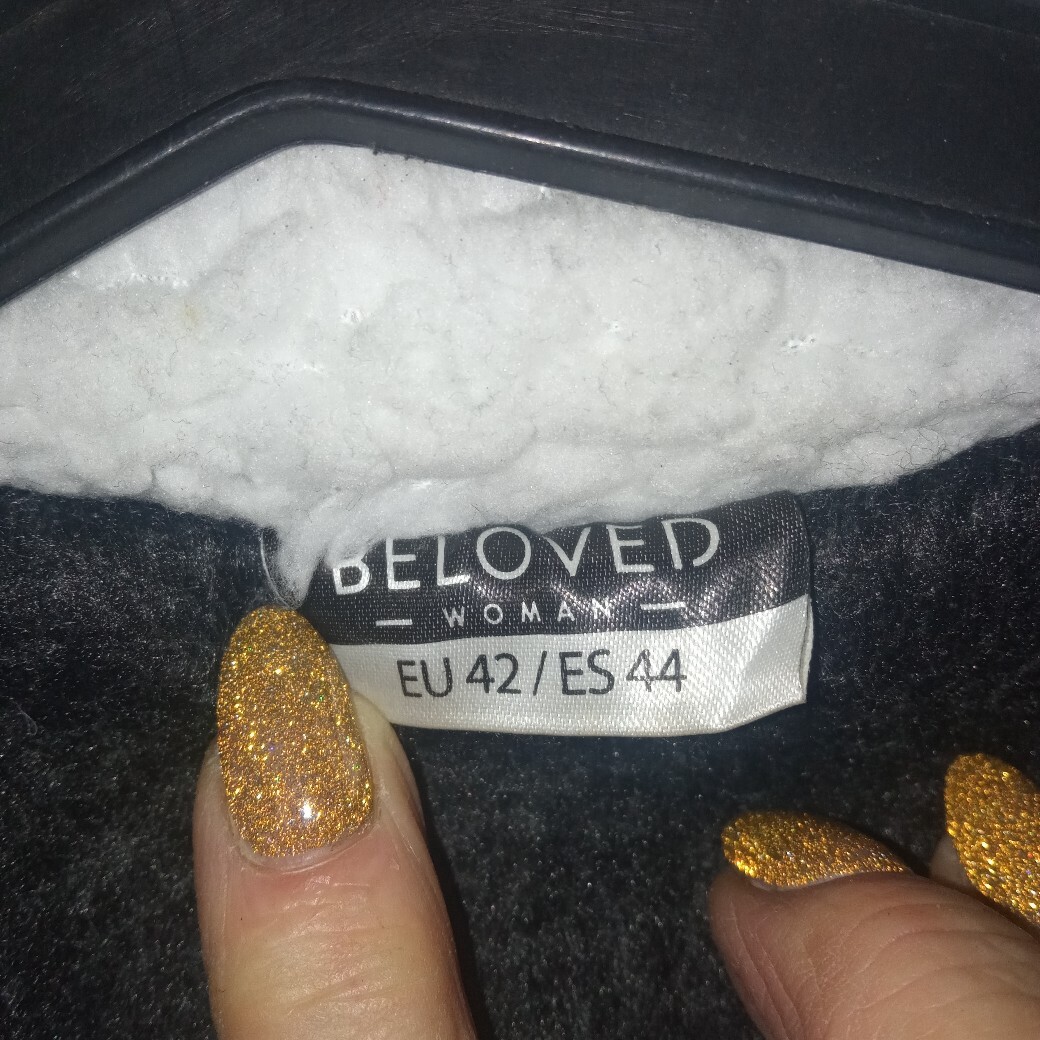 BELOVED
— WOMAN —
EU 42 / ES 44